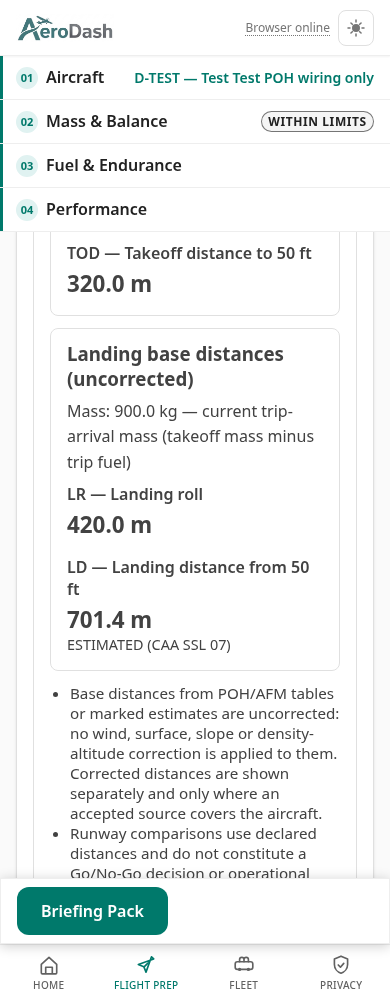 AeroDash
Browser online
01 Aircraft D-TEST — Test Test POH wiring only
02 Mass & Balance WITHIN LIMITS
03 Fuel & Endurance
04 Performance
TOD — Takeoff distance to 50 ft
320.0 m
Landing base distances
(uncorrected)
Mass: 900.0 kg — current trip-
arrival mass (takeoff mass minus
trip fuel)
LR — Landing roll
420.0 m
LD — Landing distance from 50
ft
701.4 m
ESTIMATED (CAA SSL 07)
• Base distances from POH/AFM tables
or marked estimates are uncorrected:
no wind, surface, slope or density-
altitude correction is applied to them.
Corrected distances are shown
separately and only where an
accepted source covers the aircraft.
• Runway comparisons use declared
distances and do not constitute a
Go/No-Go decision or operational
Briefing Pack
HOME FLIGHT PREP FLEET PRIVACY